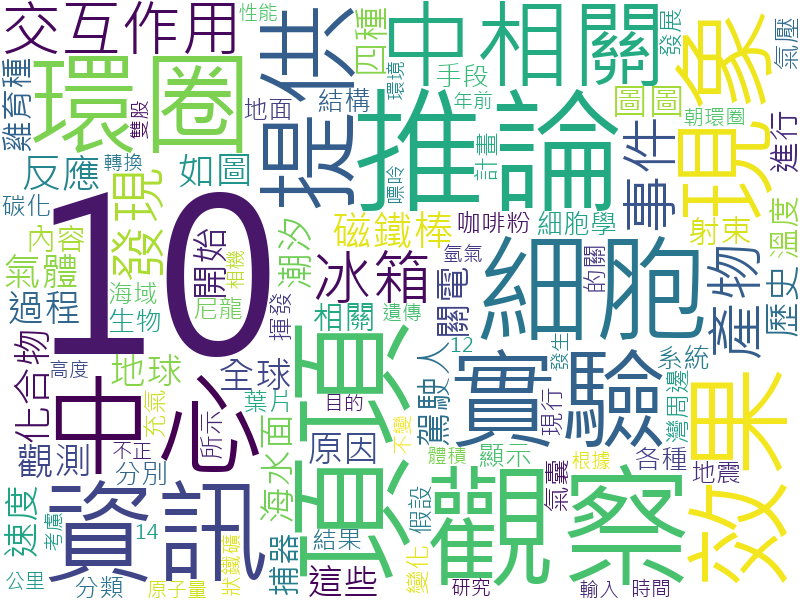 交互作用
性能
提供
四種
中相關
發展
現象
氣壓
環圈
雞育種
雙股
地面
結構
環境
手段
年前
圖圖
朝環圈
推論
事件
進行
反應
轉換
如圖
計畫
嘌呤
碳化
發現
10
開始
潮汐
磁鐵棒
咖啡粉
細胞學
射束
溫度
內容
氣體
相機
尼龍
冰箱
氫氣
的關
細胞
產物
歷史
過程
海域
生物
揮發
相關
遺傳
關電
化合物
高度
地球
全球
項頂
12
發生
系統
中心
葉片
目的
實驗
駕駛人
現行
灣周邊
效果
充氣
所示
海水面
原因
不變
體積
顯示
根據
各種
地震
觀測
不正
分別
資訊
觀察
氣囊
速度
考慮
14
狀鐵礦
捕器
結果
假設
公里
分類
原子量
這些
變化
研究
輸入
時間